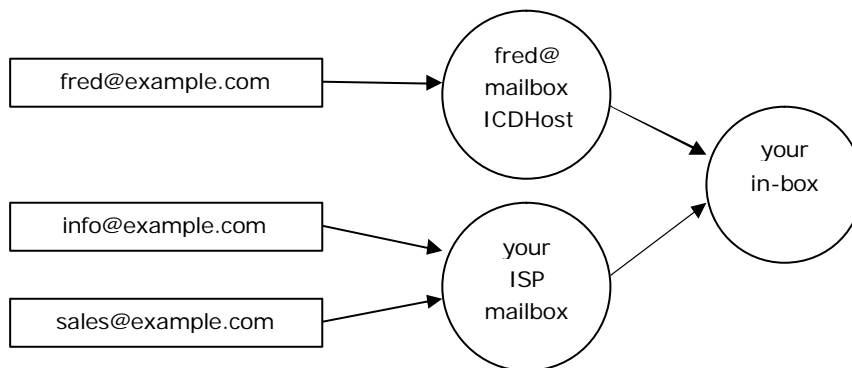 fred@example.com
fred@
mailbox
ICDHost
your
in-box
info@example.com
your
ISP
mailbox
sales@example.com